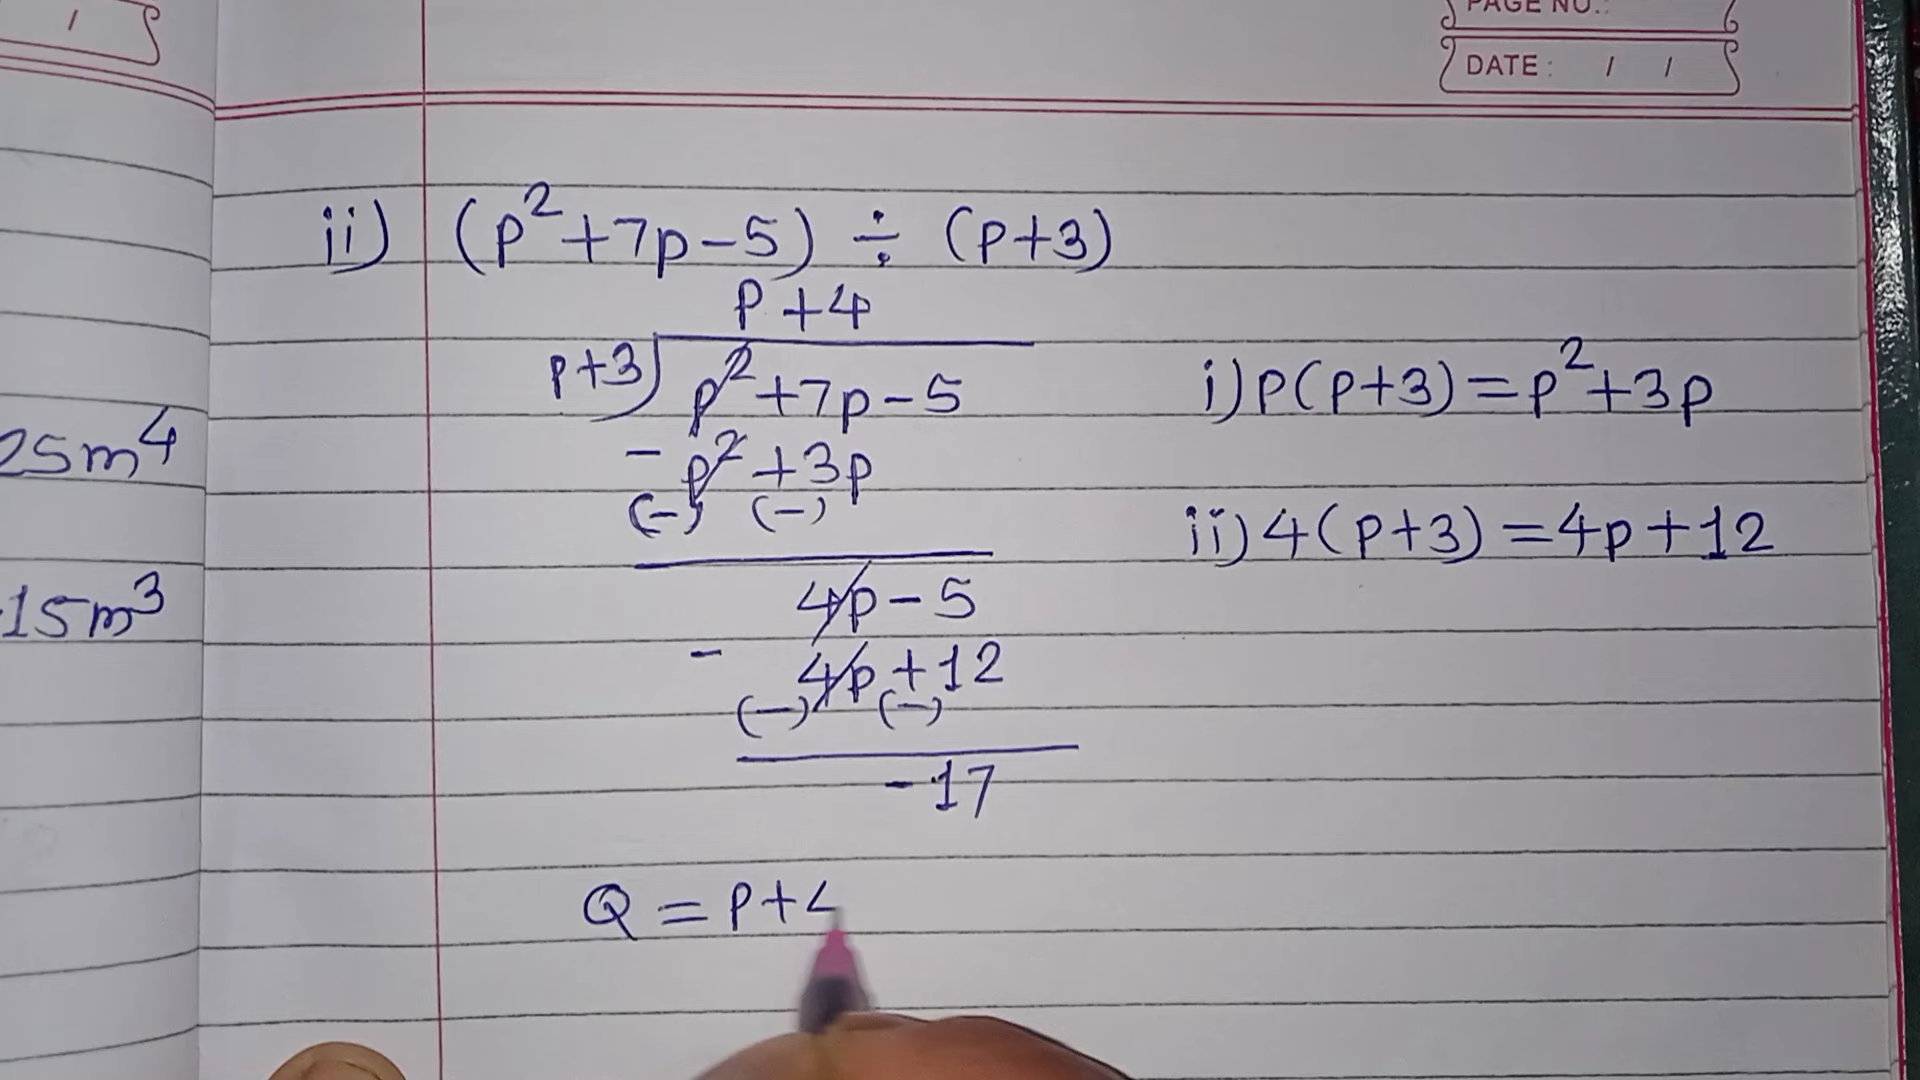 PAGE NO.:
DATE : / /
/
ii) (p²+7p-5) ÷ (p+3)
p +4p
p+3) p²+7p-5
- p²+3p
(-) (-)
4p-5
- 4p+12
(-) (-)
-17
Q = p+4
i) p(p+3) = p²+3p
ii) 4(p+3) = 4p+12
25m⁴
15m³